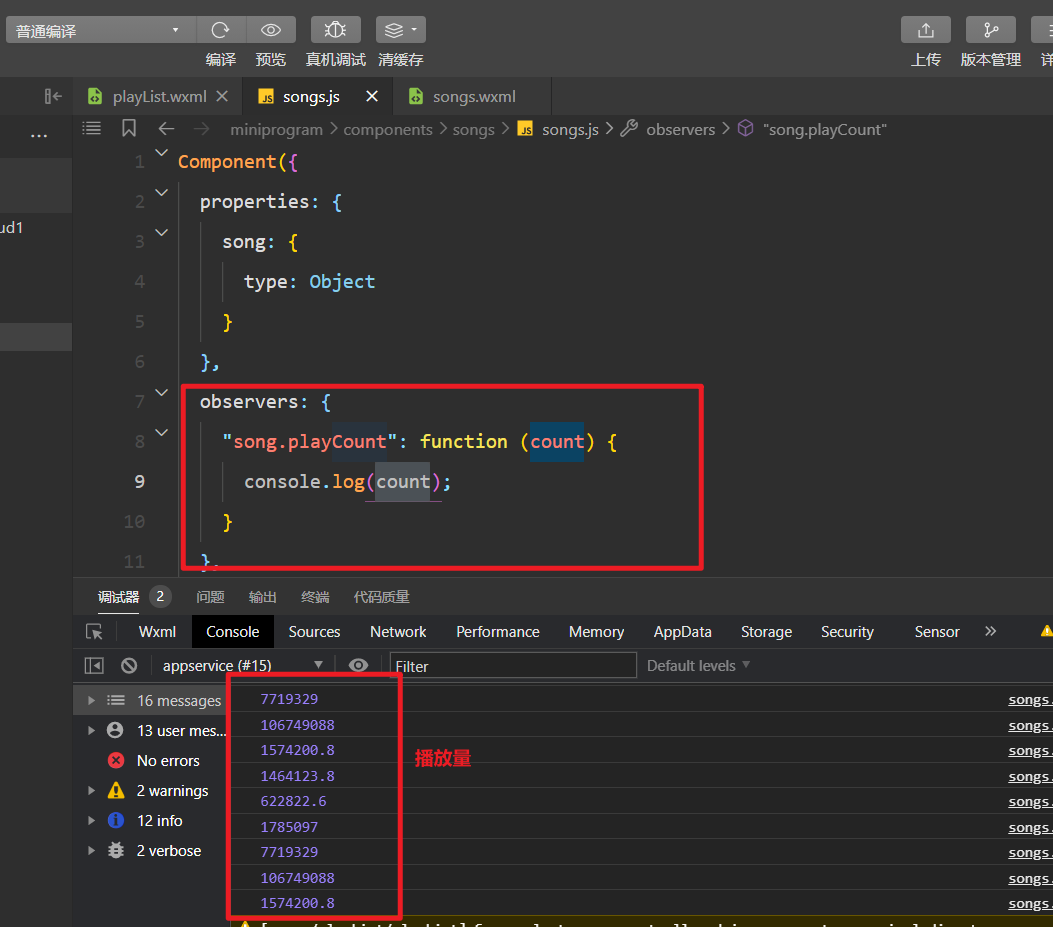 普通编译
编译 预览 真机调试 清缓存 上传 版本管理 详
playList.wxml songs.js songs.wxml
... miniprogram > components > songs > songs.js > observers > "song.playCount"
1 Component({
2 properties: {
ud1
3 song: {
4 type: Object
5 }
6 },
7 observers: {
8 "song.playCount": function (count) {
9 console.log(count);
10 }
11 },
调试器 2 问题 输出 终端 代码质量
Wxml Console Sources Network Performance Memory AppData Storage Security Sensor »
appservice (#15) Filter Default levels
16 messages
13 user mes...
No errors
2 warnings
12 info
2 verbose
7719329 songs.
106749088 songs.
1574200.8 songs.
播放量
1464123.8 songs.
622822.6 songs.
1785097 songs.
7719329 songs.
106749088 songs.
1574200.8 songs.